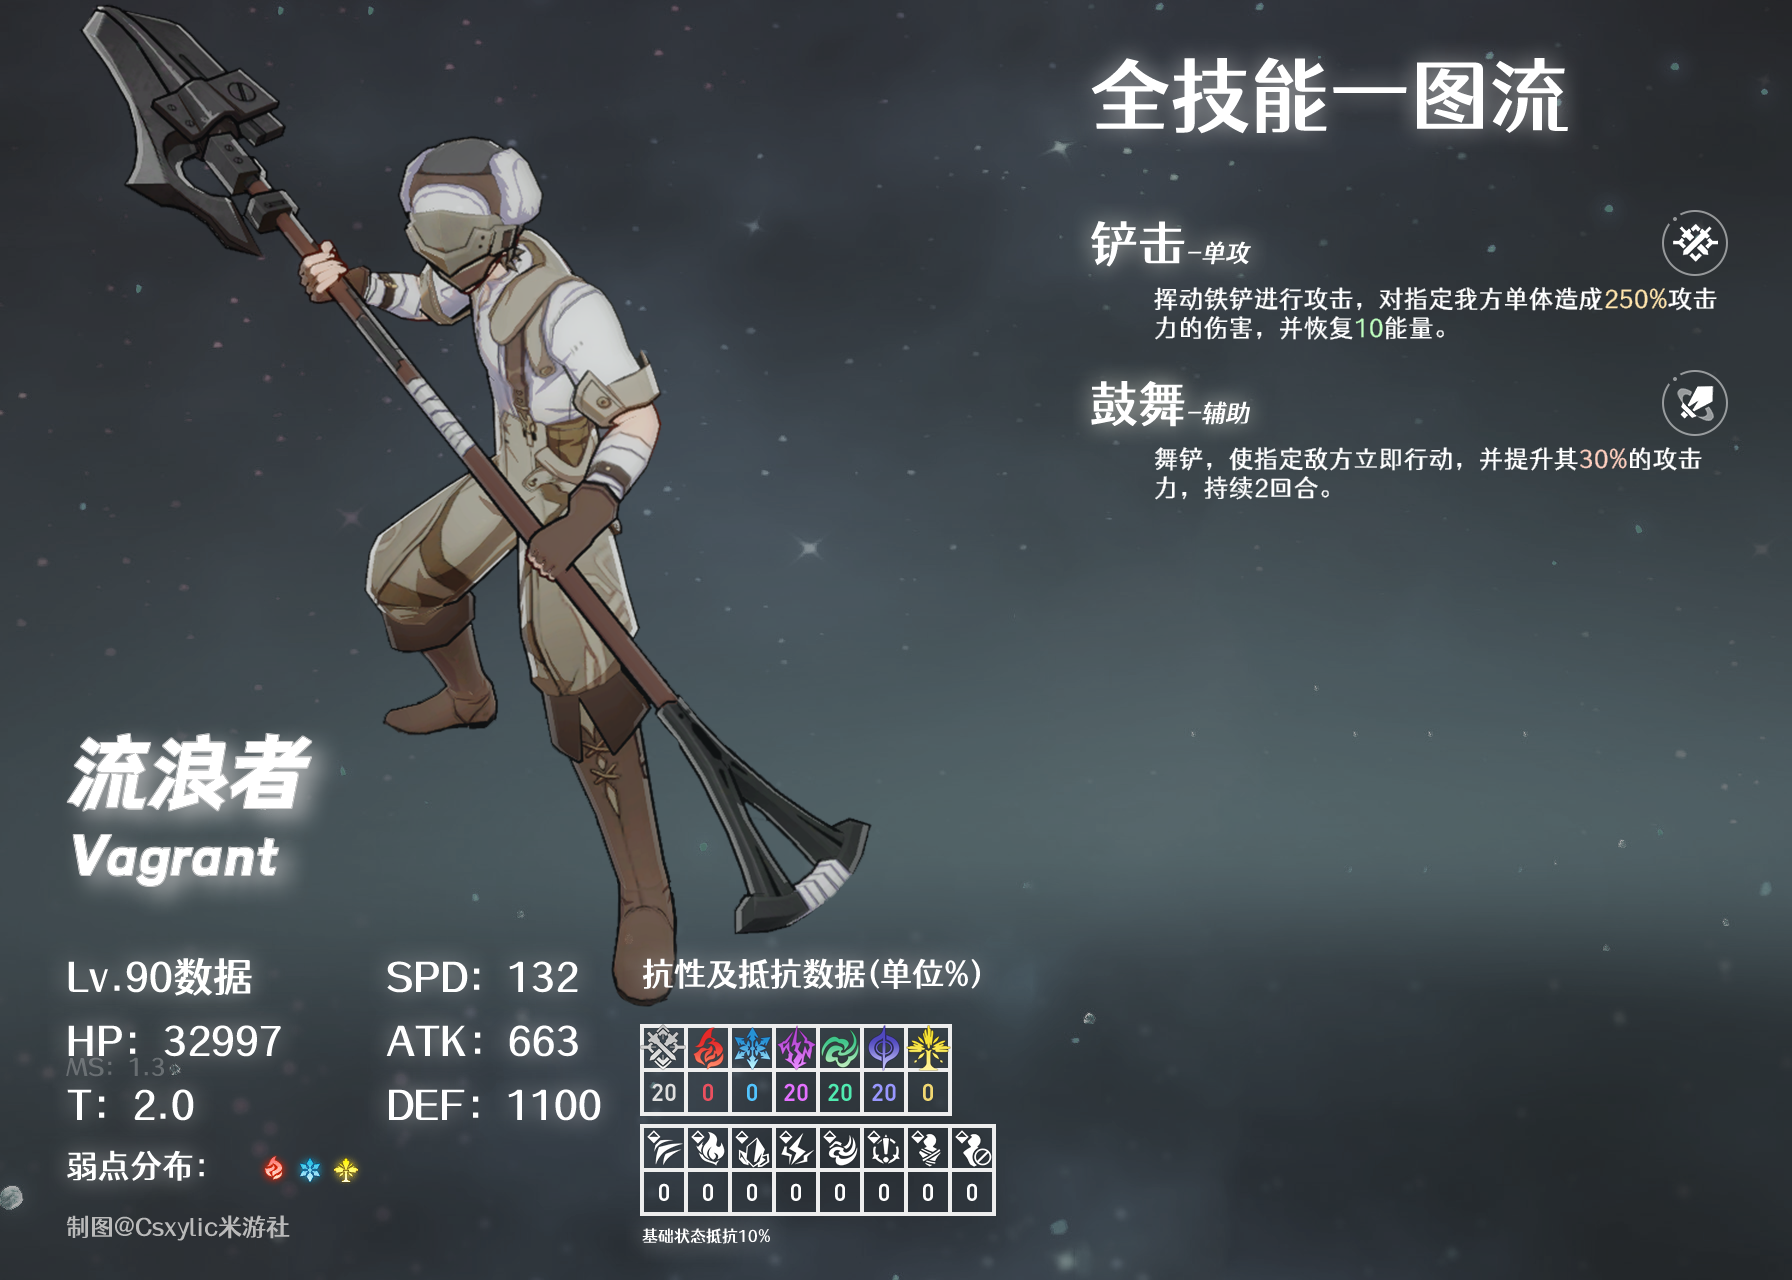 全技能一图流
铲击-单攻
挥动铁铲进行攻击，对指定我方单体造成250%攻击
力的伤害，并恢复10能量。
鼓舞-辅助
舞铲，使指定敌方立即行动，并提升其30%的攻击
力，持续2回合。
流浪者
Vagrant
Lv.90数据
SPD：132
HP：32997
ATK：663
MS：1.3
T：2.0
DEF：1100
弱点分布：
制图@Csxylic米游社
抗性及抵抗数据(单位%)
20 0 0 20 20 20 0
0 0 0 0 0 0 0 0
基础状态抵抗10%